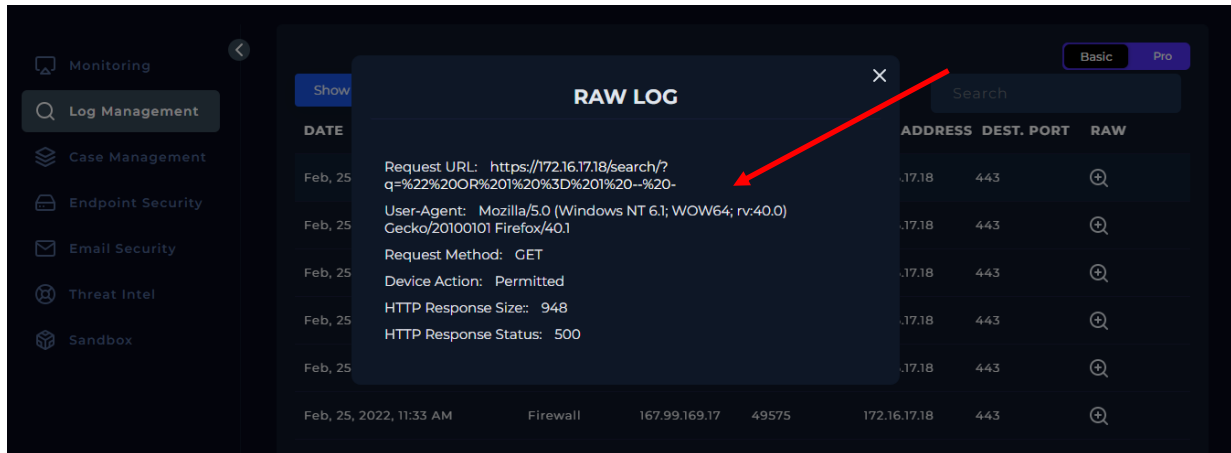 Monitoring
Log Management
Case Management
Endpoint Security
Email Security
Threat Intel
Sandbox
Basic Pro
Show
Search
RAW LOG
DATE ADDRESS DEST. PORT RAW
Request URL: https://172.16.17.18/search/?
q=%22%20OR%201%20%3D%201%20--%20-
User-Agent: Mozilla/5.0 (Windows NT 6.1; WOW64; rv:40.0)
Gecko/20100101 Firefox/40.1
Request Method: GET
Device Action: Permitted
HTTP Response Size:: 948
HTTP Response Status: 500
Feb, 25 .17.18 443
Feb, 25 .17.18 443
Feb, 25 .17.18 443
Feb, 25 .17.18 443
Feb, 25 .17.18 443
Feb, 25, 2022, 11:33 AM Firewall 167.99.169.17 49575 172.16.17.18 443